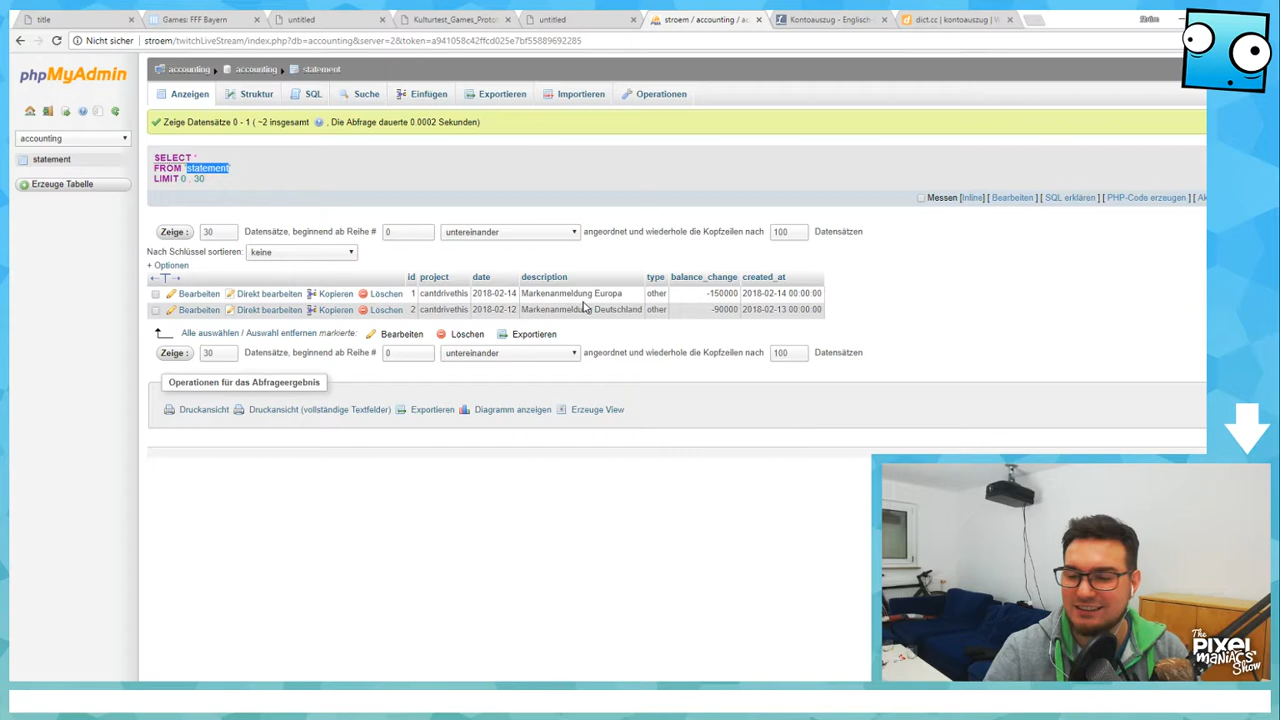 title
Games: FFF Bayern
untitled
Kulturtest_Games_Proto
untitled
stroem / accounting / ac
Kontoauszug - Englisch-
dict.cc | kontoauszug | W
Nicht sicher
stroem/twitchLiveStream/index.php?db=accounting&server=2&token=a941058c42ffcd025e7bf55889692285
phpMyAdmin
accounting
statement
Erzeuge Tabelle
accounting
accounting
statement
Anzeigen
Struktur
SQL
Suche
Einfügen
Exportieren
Importieren
Operationen
Zeige Datensätze 0 - 1 ( ~2 insgesamt . Die Abfrage dauerte 0.0002 Sekunden)
SELECT *
FROM `statement`
LIMIT 0 , 30
Messen [Inline] [ Bearbeiten ] [ SQL erklären ] [ PHP-Code erzeugen ] [ Ak
Zeige : 30 Datensätze, beginnend ab Reihe # 0 untereinander angeordnet und wiederhole die Kopfzeilen nach 100 Datensätzen
Nach Schlüssel sortieren: keine
+ Optionen
←T→ id project date description type balance_change created_at
Bearbeiten Direkt bearbeiten Kopieren Löschen 1 cantdrivethis 2018-02-14 Markenanmeldung Europa other -150000 2018-02-14 00:00:00
Bearbeiten Direkt bearbeiten Kopieren Löschen 2 cantdrivethis 2018-02-12 Markenanmeldung Deutschland other -90000 2018-02-13 00:00:00
Alle auswählen / Auswahl entfernen markierte: Bearbeiten Löschen Exportieren
Zeige : 30 Datensätze, beginnend ab Reihe # 0 untereinander angeordnet und wiederhole die Kopfzeilen nach 100 Datensätzen
Operationen für das Abfrageergebnis
Druckansicht Druckansicht (vollständige Textfelder) Exportieren Diagramm anzeigen Erzeuge View
The
PIXEL
MANIACS
Show